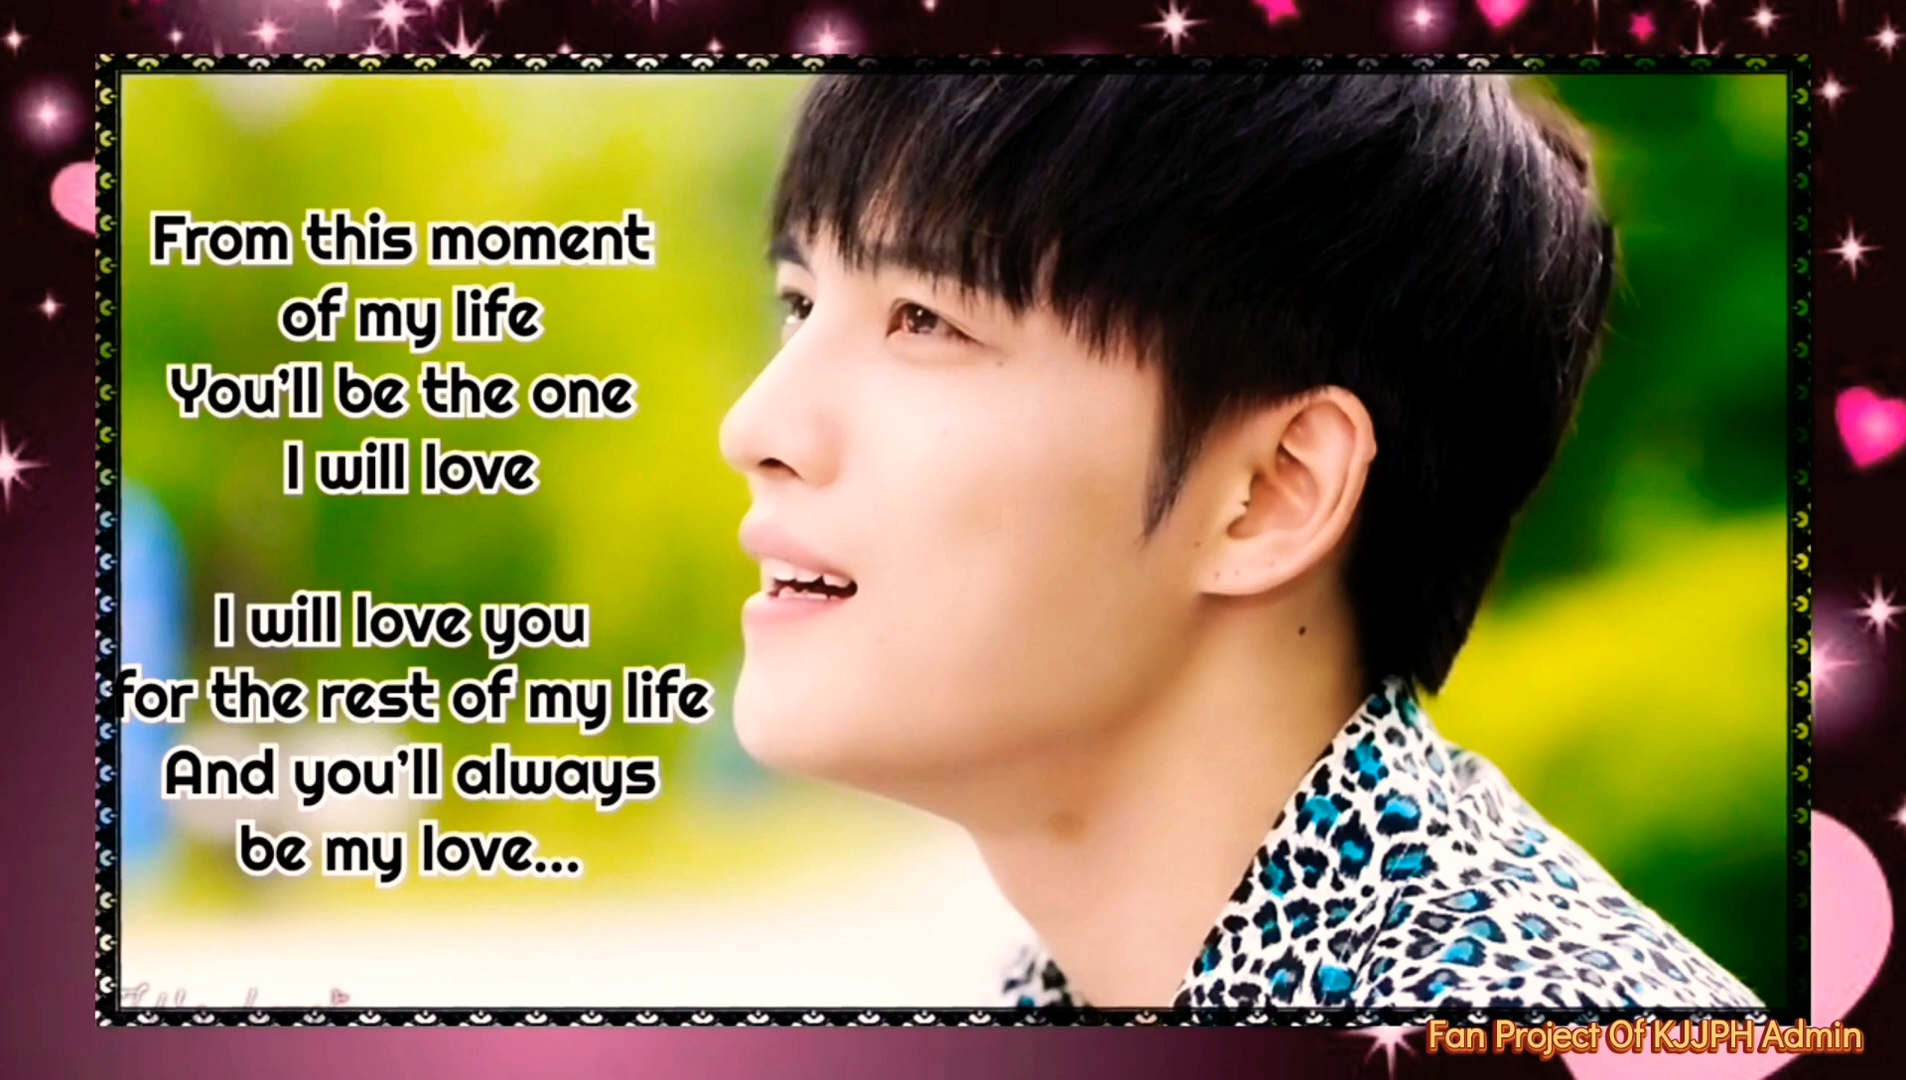 From this moment
of my life
You'll be the one
I will love
I will love you
for the rest of my life
And you'll always
be my love...
Fan Project Of KJJPH Admin